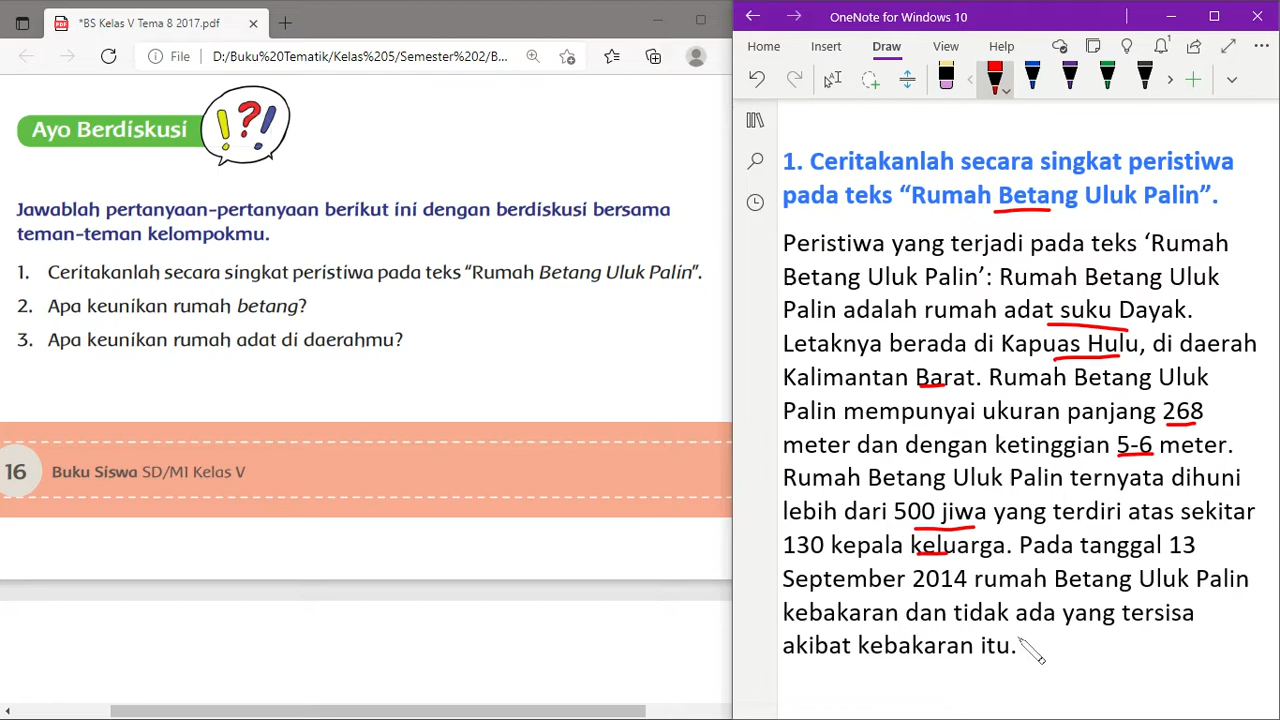 *BS Kelas V Tema 8 2017.pdf
File
D:/Buku%20Tematik/Kelas%205/Semester%202/B...
Ayo Berdiskusi
Jawablah pertanyaan-pertanyaan berikut ini dengan berdiskusi bersama
teman-teman kelompokmu.
1. Ceritakanlah secara singkat peristiwa pada teks “Rumah Betang Uluk Palin”.
2. Apa keunikan rumah betang?
3. Apa keunikan rumah adat di daerahmu?
16 Buku Siswa SD/MI Kelas V
OneNote for Windows 10
Home Insert Draw View Help
1. Ceritakanlah secara singkat peristiwa
pada teks “Rumah Betang Uluk Palin”.
Peristiwa yang terjadi pada teks ‘Rumah
Betang Uluk Palin’: Rumah Betang Uluk
Palin adalah rumah adat suku Dayak.
Letaknya berada di Kapuas Hulu, di daerah
Kalimantan Barat. Rumah Betang Uluk
Palin mempunyai ukuran panjang 268
meter dan dengan ketinggian 5-6 meter.
Rumah Betang Uluk Palin ternyata dihuni
lebih dari 500 jiwa yang terdiri atas sekitar
130 kepala keluarga. Pada tanggal 13
September 2014 rumah Betang Uluk Palin
kebakaran dan tidak ada yang tersisa
akibat kebakaran itu.